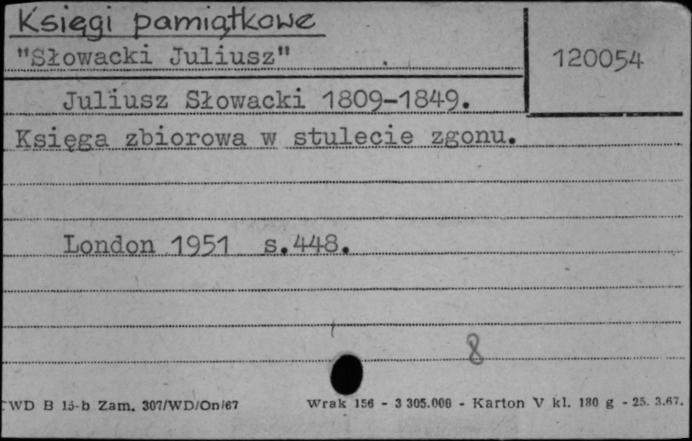 Księgi pamiątkowe
"Słowacki Juliusz"
120054
Juliusz Słowacki 1809-1849.
Księga zbiorowa w stulecie zgonu.
London 1951 s.448.
8
WD B 15-b Zam. 307/WD/On/67 Wrak 156 - 3 305.000 - Karton V kl. 180 g - 25. 3.67.